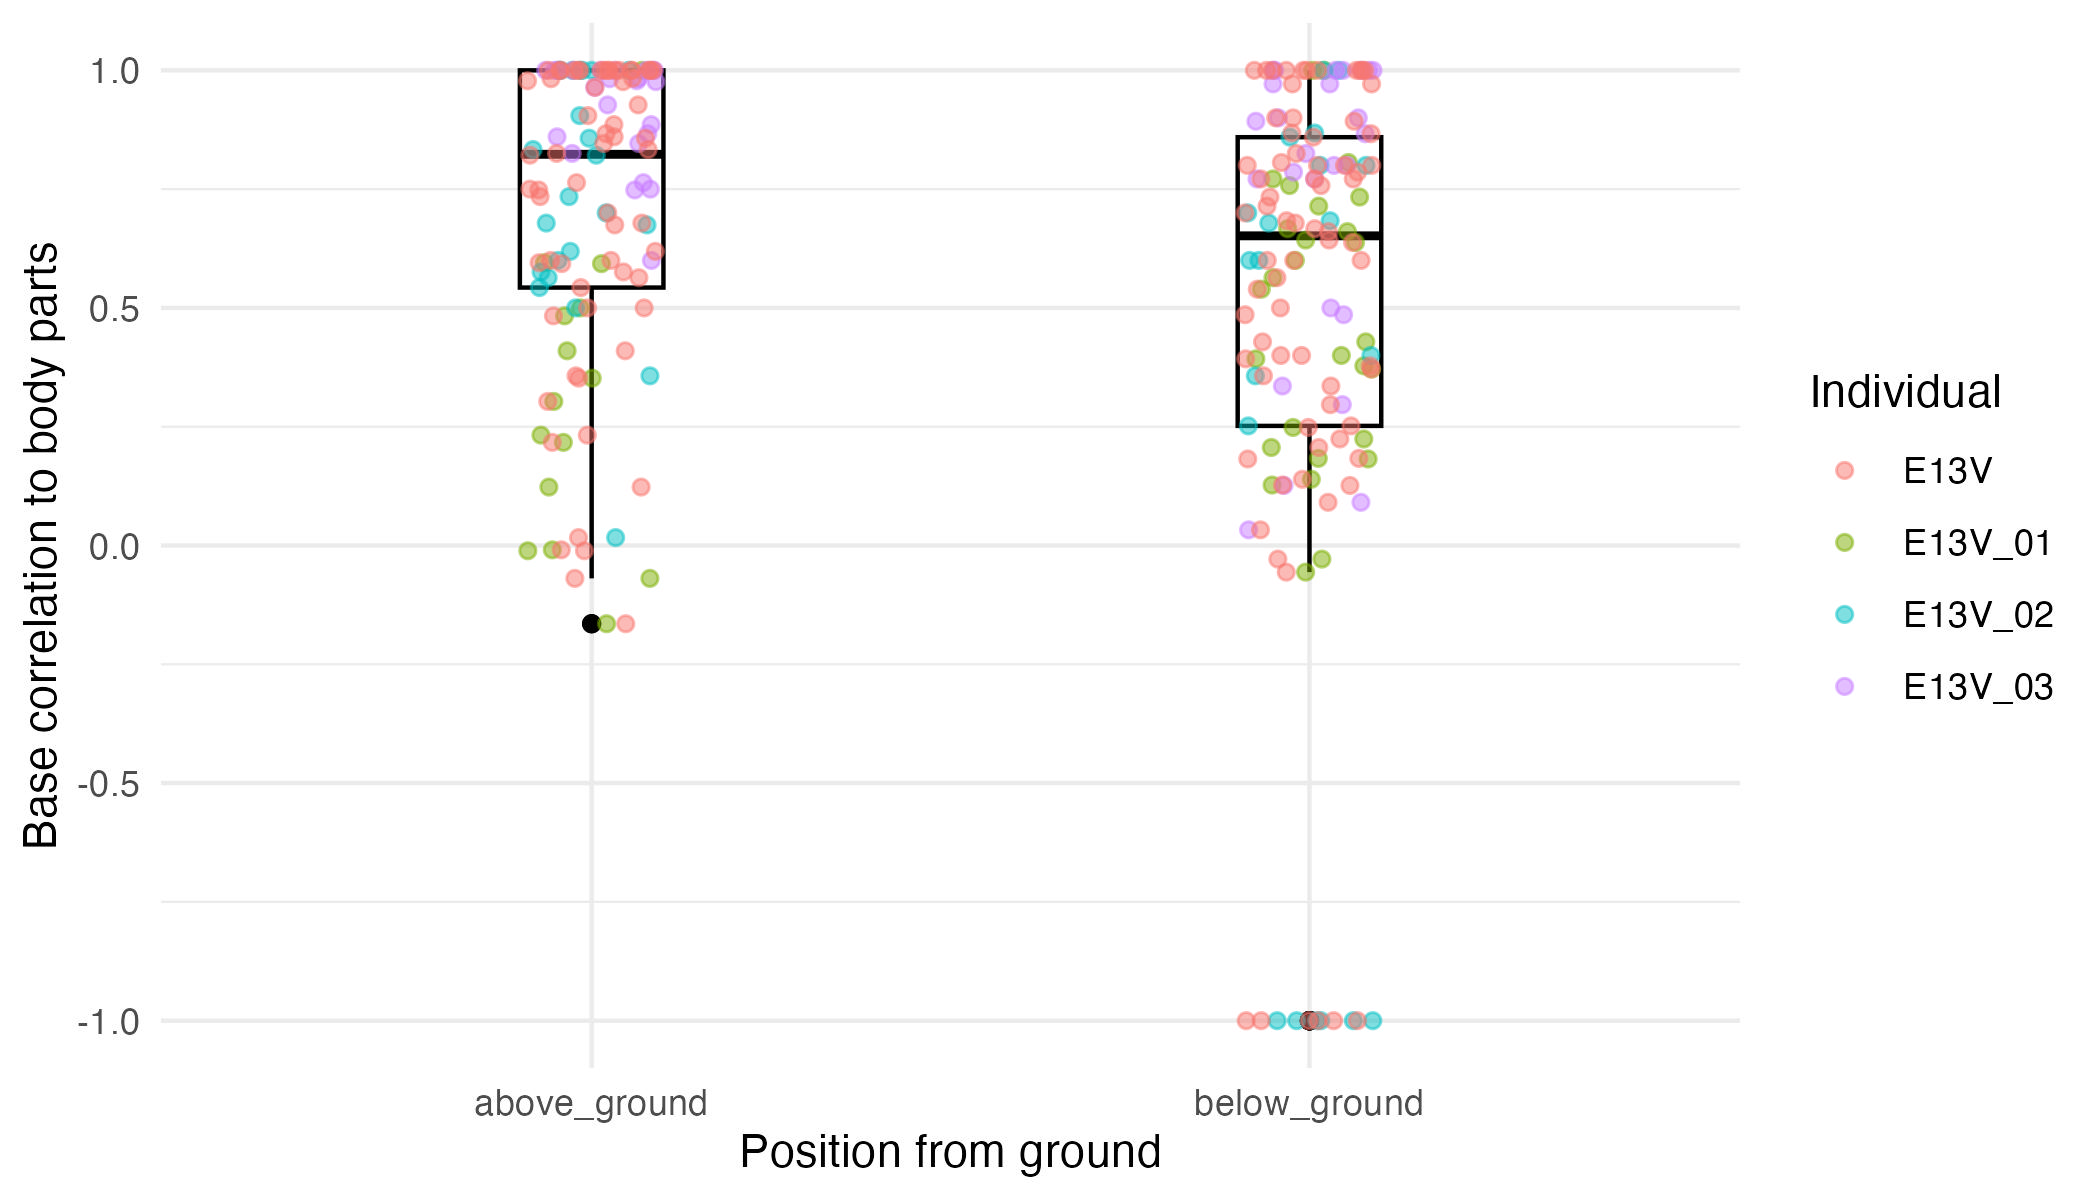 Base correlation to body parts
1.0
0.5
0.0
-0.5
-1.0
above_ground
below_ground
Position from ground
Individual
E13V
E13V_01
E13V_02
E13V_03